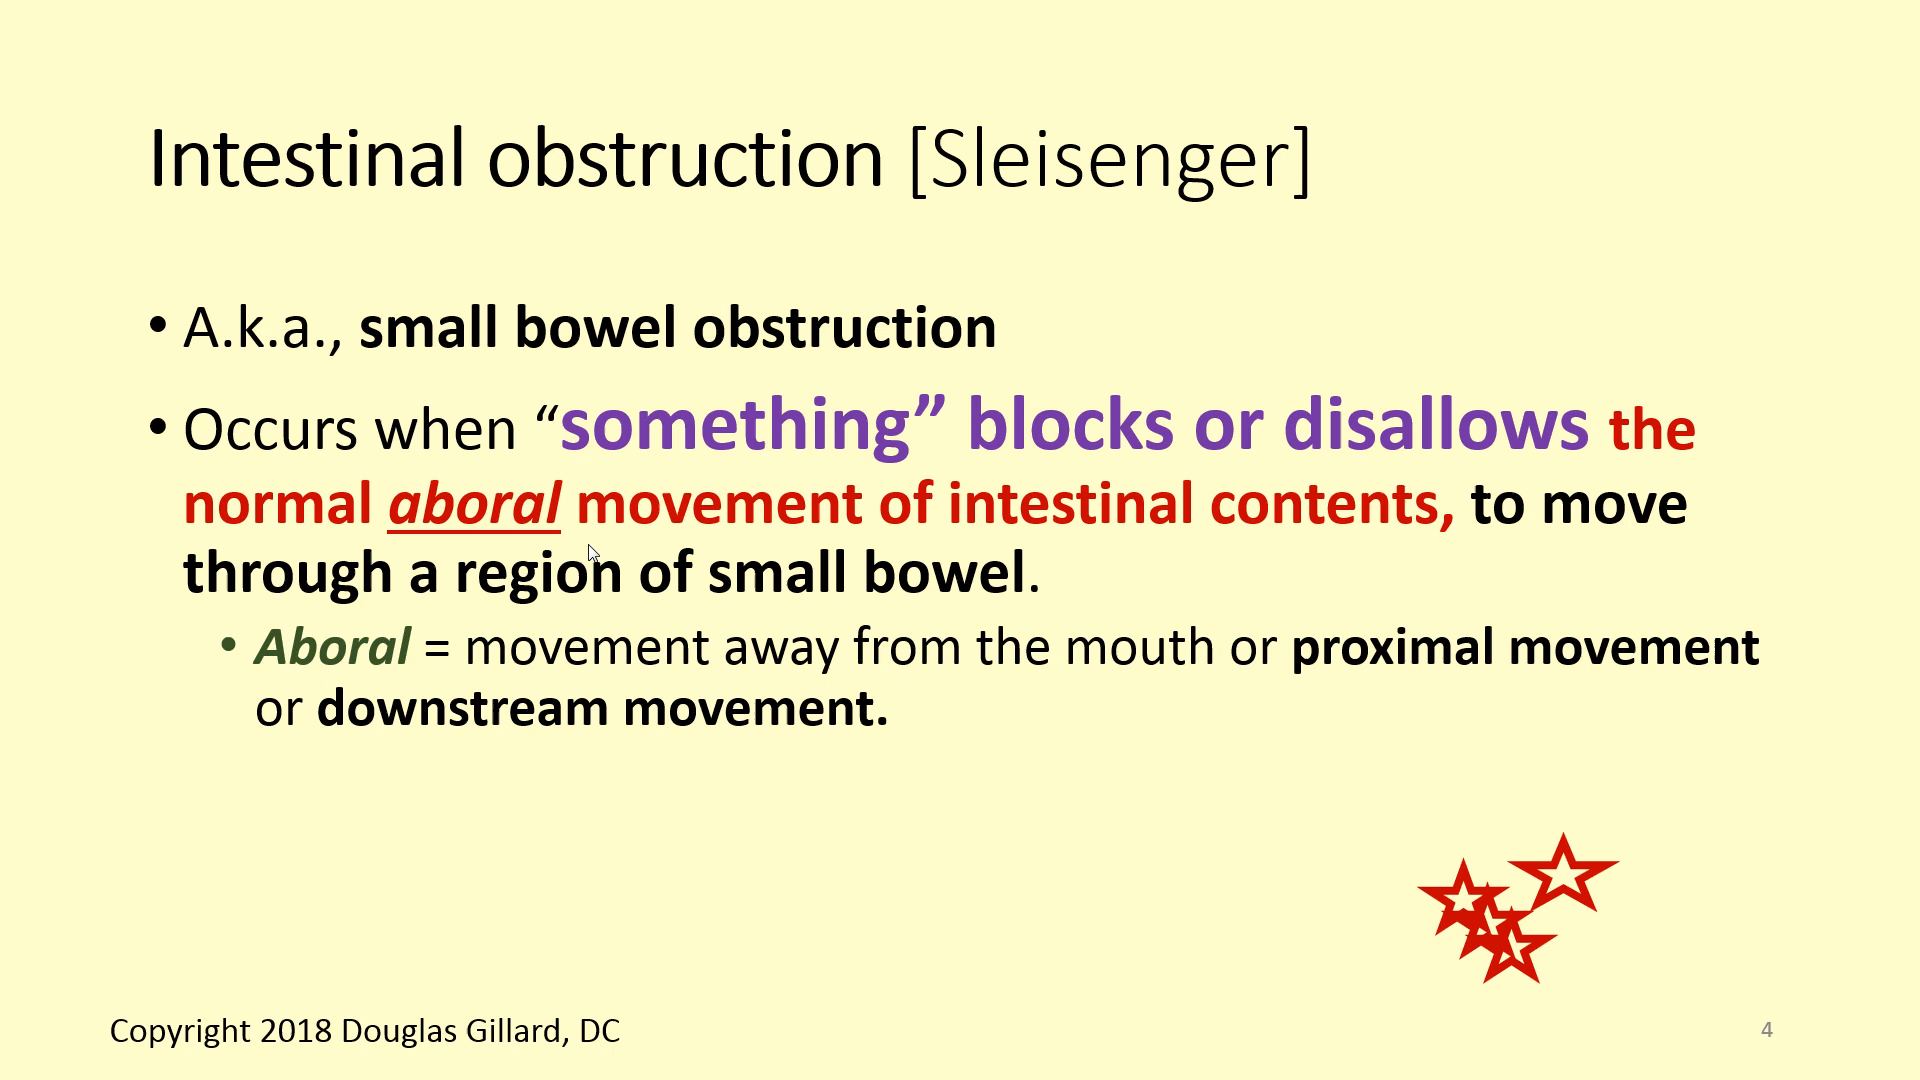 Intestinal obstruction [Sleisenger]
• A.k.a., small bowel obstruction
• Occurs when “something” blocks or disallows the
normal aboral movement of intestinal contents, to move
through a region of small bowel.
• Aboral = movement away from the mouth or proximal movement
or downstream movement.
Copyright 2018 Douglas Gillard, DC
4